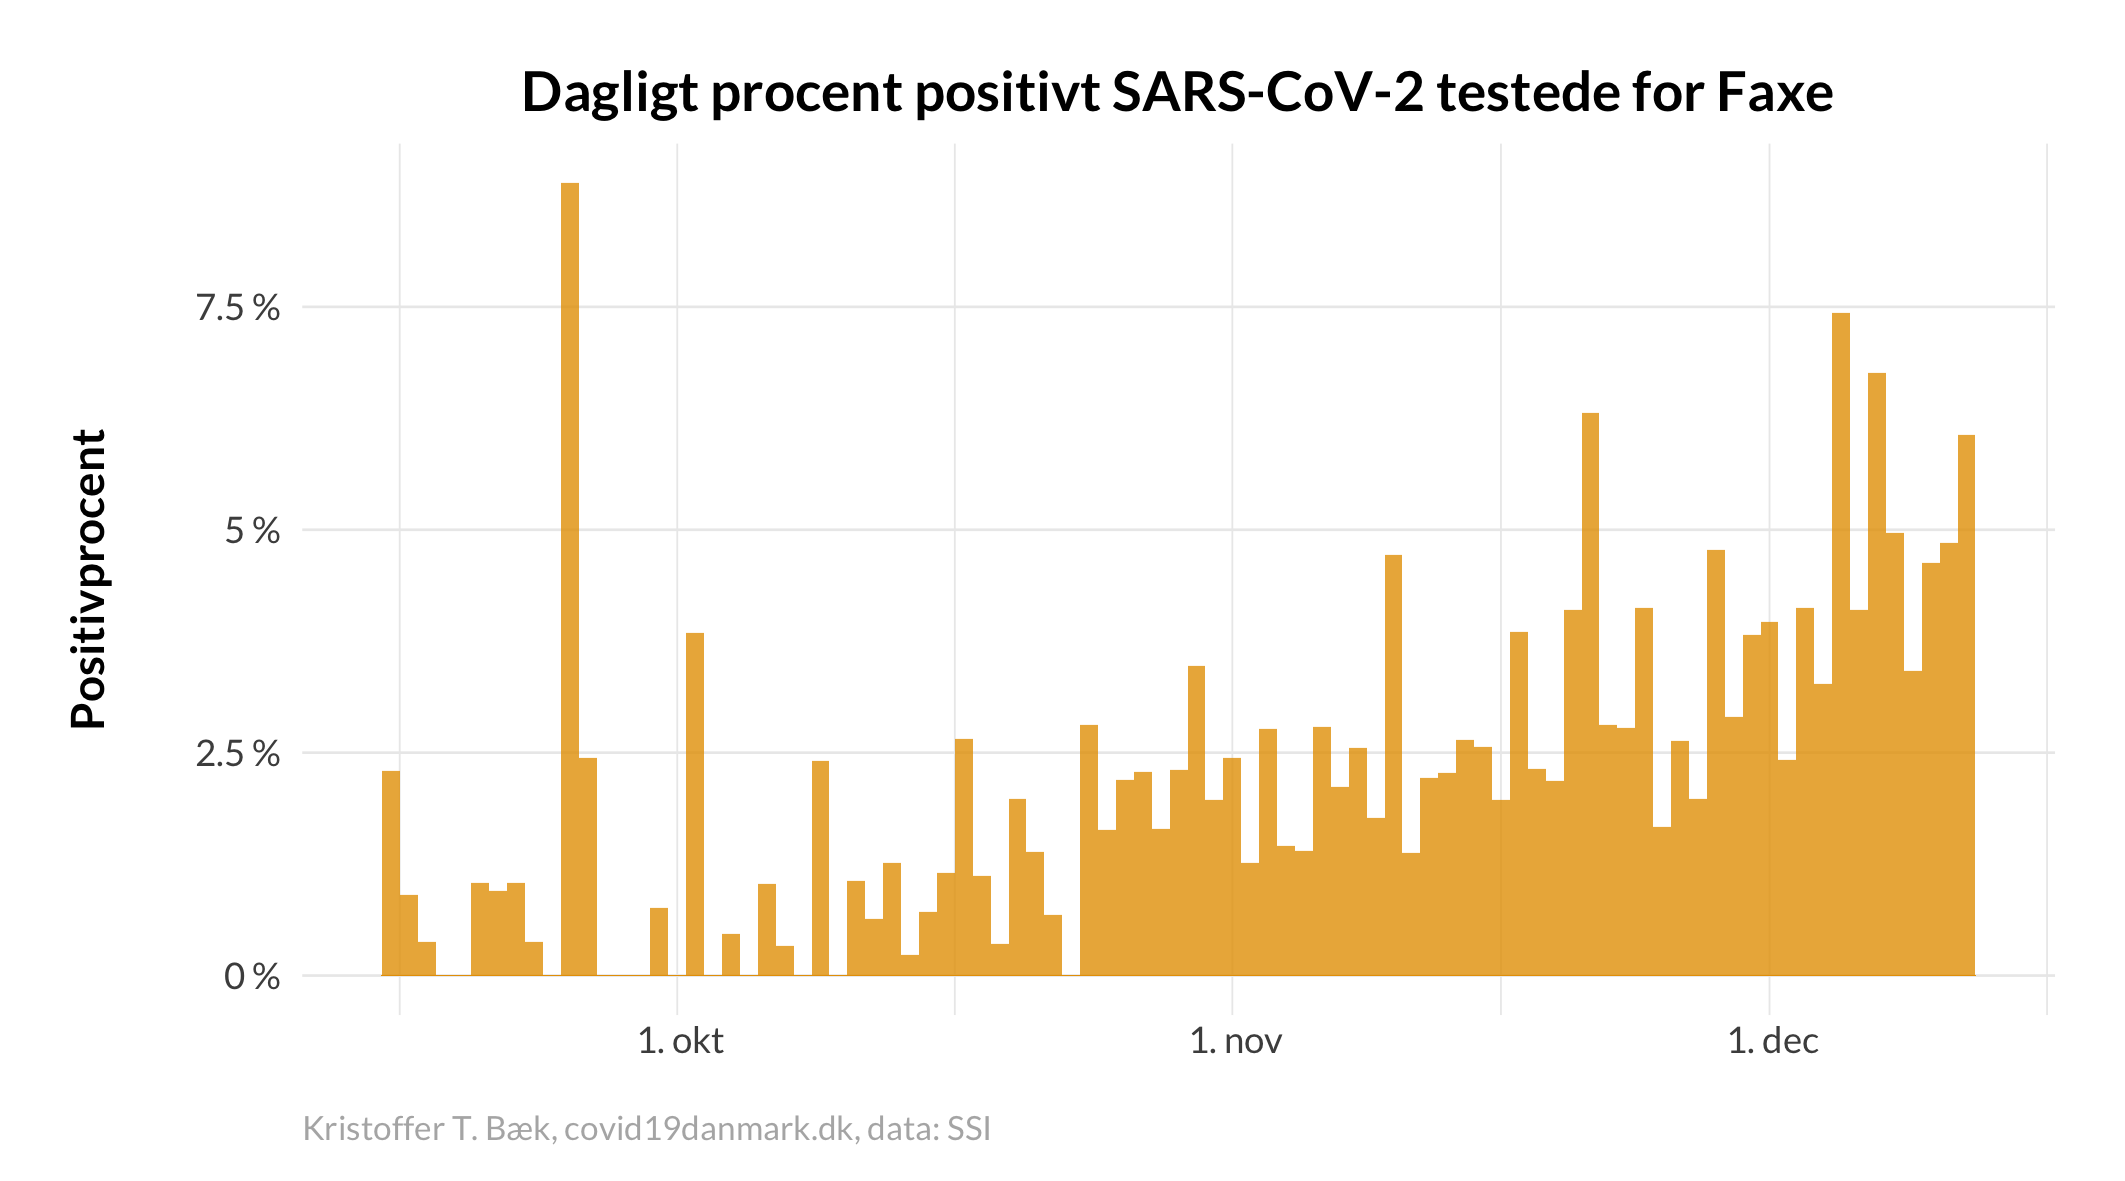 Dagligt procent positivt SARS-CoV-2 testede for Faxe
Positivprocent
7.5 %
5 %
2.5 %
0 %
1. okt
1. nov
1. dec
Kristoffer T. Bæk, covid19danmark.dk, data: SSI